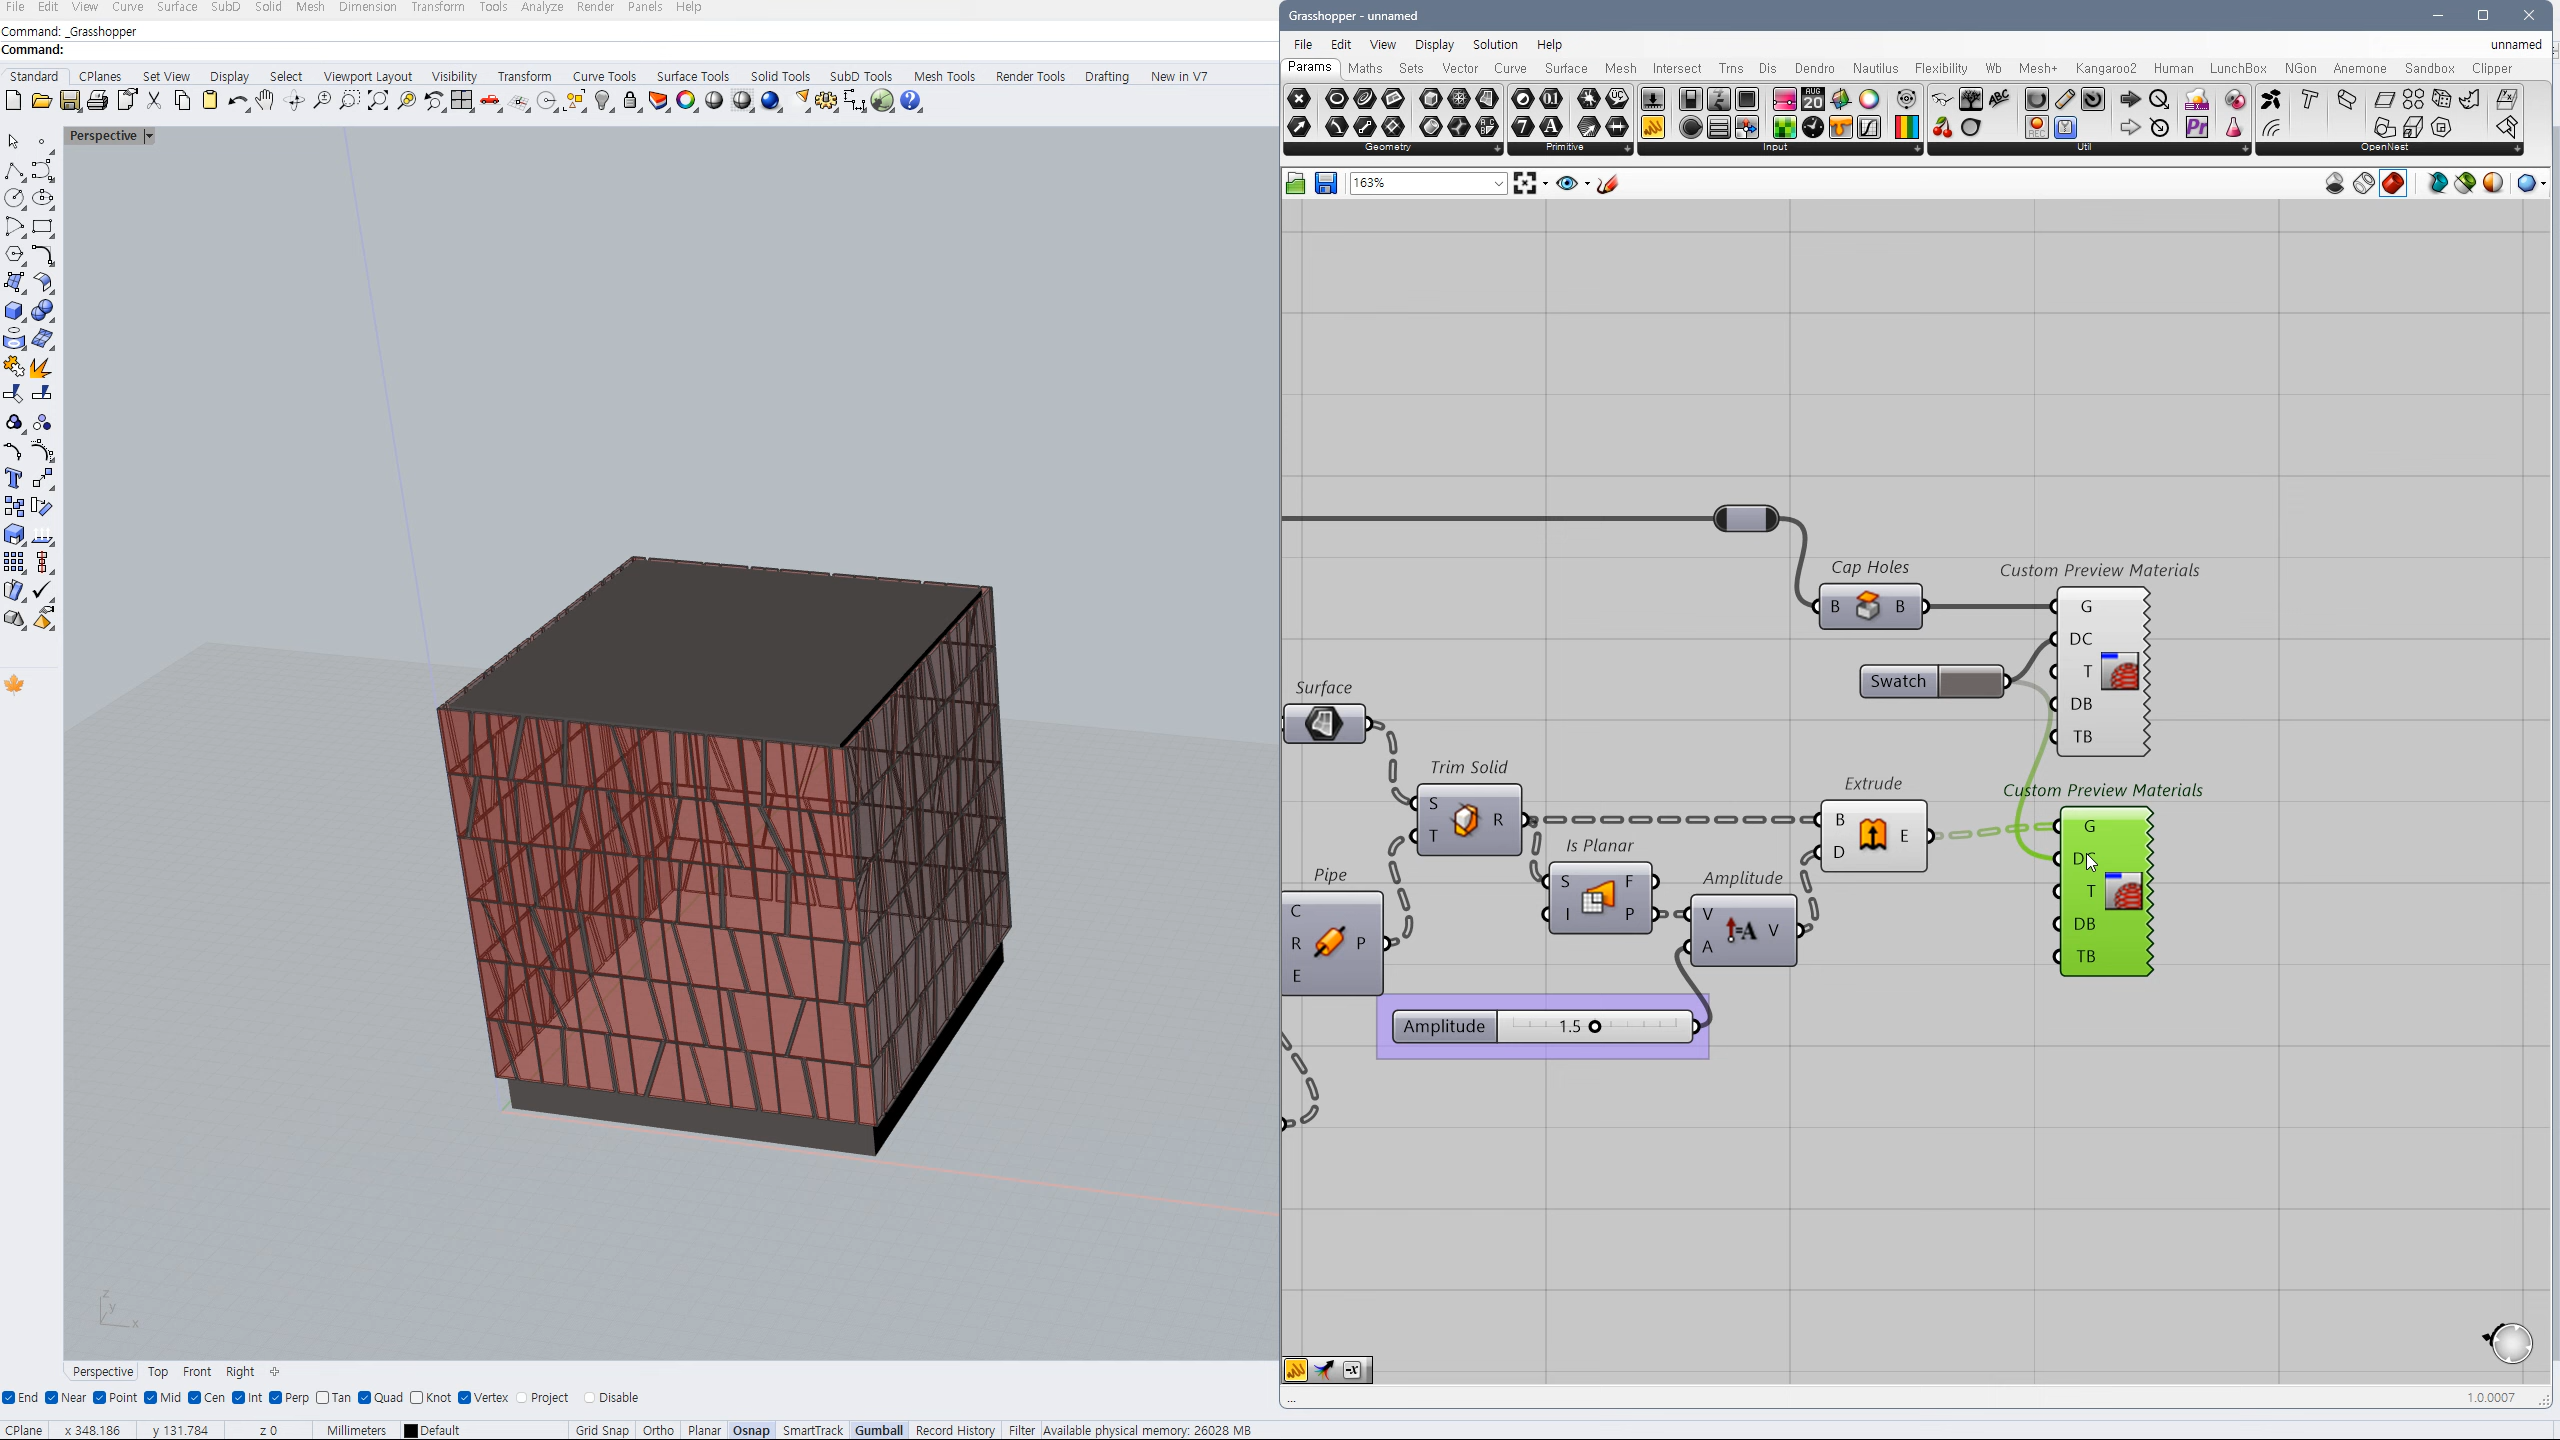 File Edit View Curve Surface SubD Solid Mesh Dimension Transform Tools Analyze Render Panels Help
Command: _Grasshopper
Command:
Standard CPlanes Set View Display Select Viewport Layout Visibility Transform Curve Tools Surface Tools Solid Tools SubD Tools Mesh Tools Render Tools Drafting New in V7
Perspective
z
y
x
Perspective Top Front Right
End Near Point Mid Cen Int Perp Tan Quad Knot Vertex Project Disable
CPlane x 348.186 y 131.784 z 0 Millimeters Default Grid Snap Ortho Planar Osnap SmartTrack Gumball Record History Filter Available physical memory: 26028 MB
Grasshopper - unnamed
File Edit View Display Solution Help unnamed
Params Maths Sets Vector Curve Surface Mesh Intersect Trns Dis Dendro Nautilus Flexibility Wb Mesh+ Kangaroo2 Human LunchBox NGon Anemone Sandbox Clipper
Geometry Primitive Input Util OpenNest
163%
Cap Holes
B B
Custom Preview Materials
G
DC
T
DB
TB
Swatch
Surface
Trim Solid
S R
T
Extrude
B E
D
Is Planar
S F
I P
Amplitude
V V
A
Pipe
C
R P
E
Amplitude 1.5
Custom Preview Materials
G
DC
T
DB
TB
...
1.0.0007